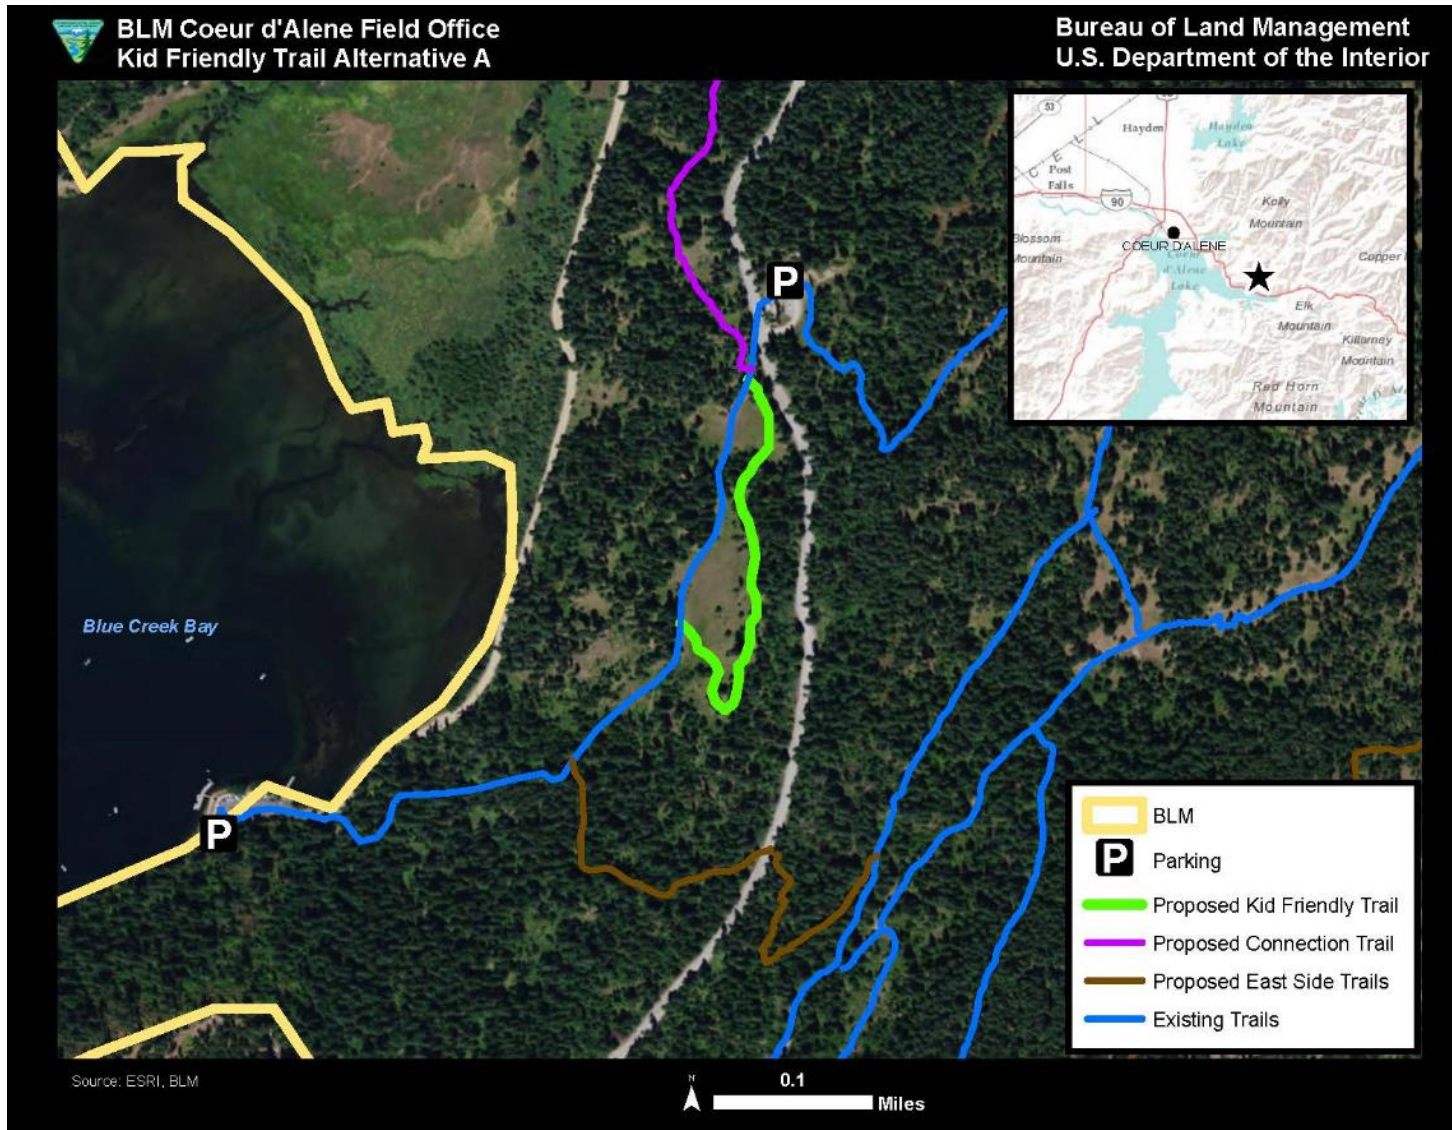 BLM Coeur d'Alene Field Office
Kid Friendly Trail Alternative A
Bureau of Land Management
U.S. Department of the Interior
53
Hayden
Hayden
Lake
CELL
Post
Falls
90
Kelly
Mountain
Blossom
Mountain
COEUR D'ALENE
Coeur
d'Alene
Lake
Copper
Elk
Mountain
Killarney
Mountain
Red Horn
Mountain
P
Blue Creek Bay
P
BLM
P Parking
Proposed Kid Friendly Trail
Proposed Connection Trail
Proposed East Side Trails
Existing Trails
Source: ESRI, BLM
N
0.1
Miles